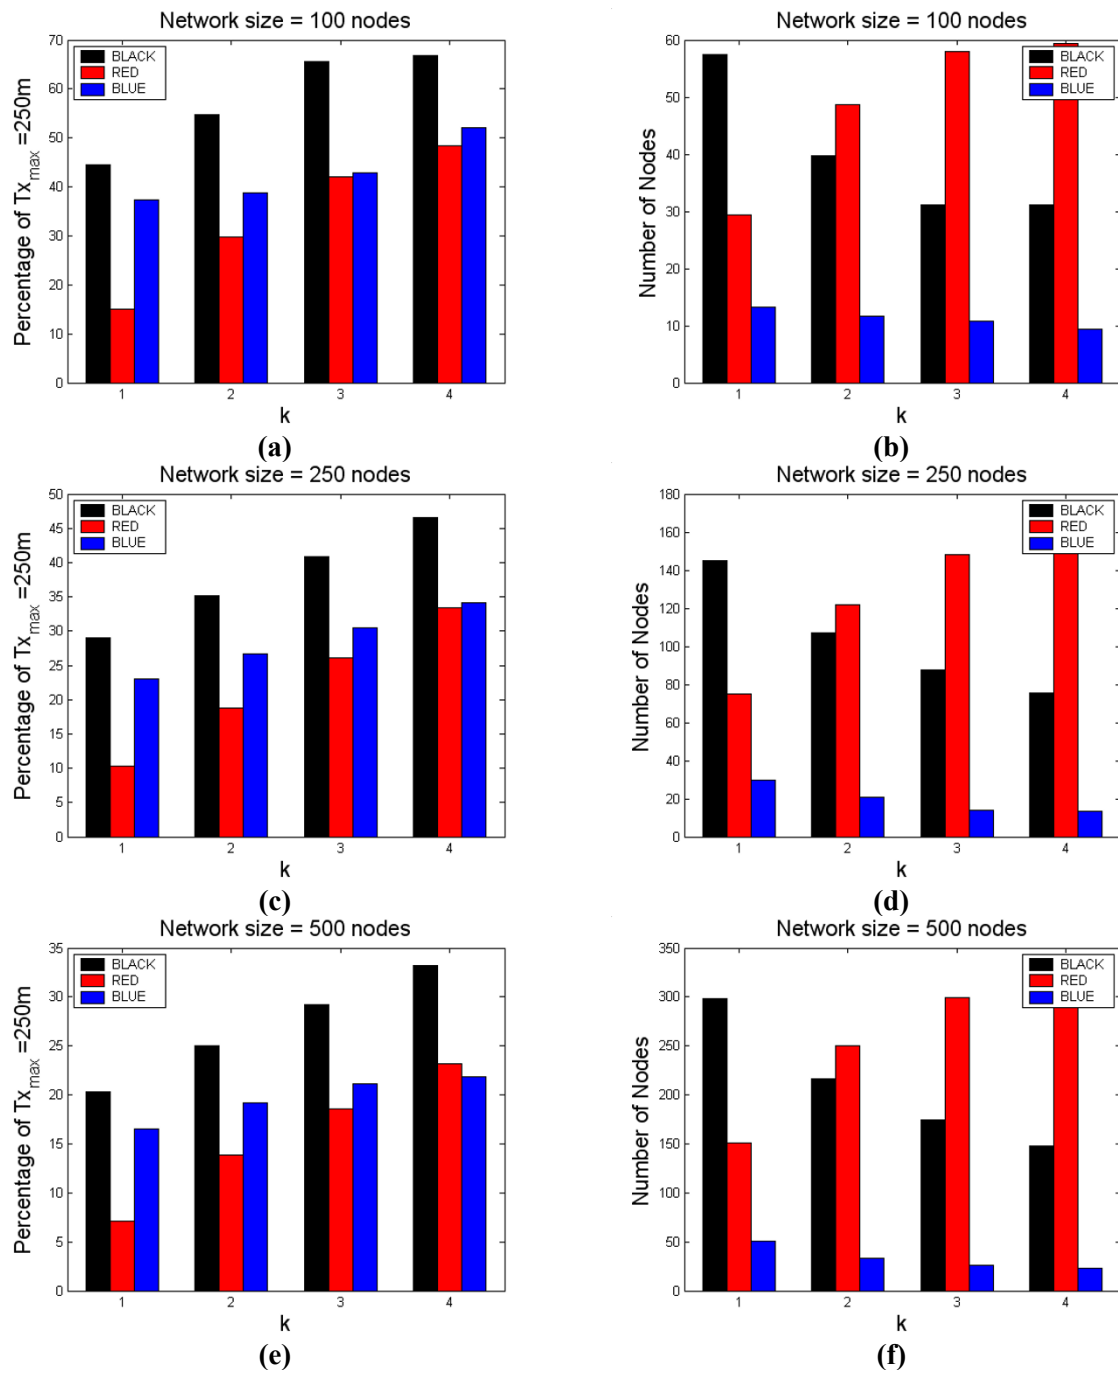 Network size = 100 nodes
Percentage of Tx_max =250m
70
60
50
40
30
20
10
0
BLACK
RED
BLUE
1 2 3 4
k
(a)
Network size = 100 nodes
Number of Nodes
60
50
40
30
20
10
0
BLACK
RED
BLUE
1 2 3 4
k
(b)
Network size = 250 nodes
Percentage of Tx_max =250m
50
45
40
35
30
25
20
15
10
5
0
BLACK
RED
BLUE
1 2 3 4
k
(c)
Network size = 250 nodes
Number of Nodes
180
160
140
120
100
80
60
40
20
0
BLACK
RED
BLUE
1 2 3 4
k
(d)
Network size = 500 nodes
Percentage of Tx_max =250m
35
30
25
20
15
10
5
0
BLACK
RED
BLUE
1 2 3 4
k
(e)
Network size = 500 nodes
Number of Nodes
350
300
250
200
150
100
50
0
BLACK
RED
BLUE
1 2 3 4
k
(f)